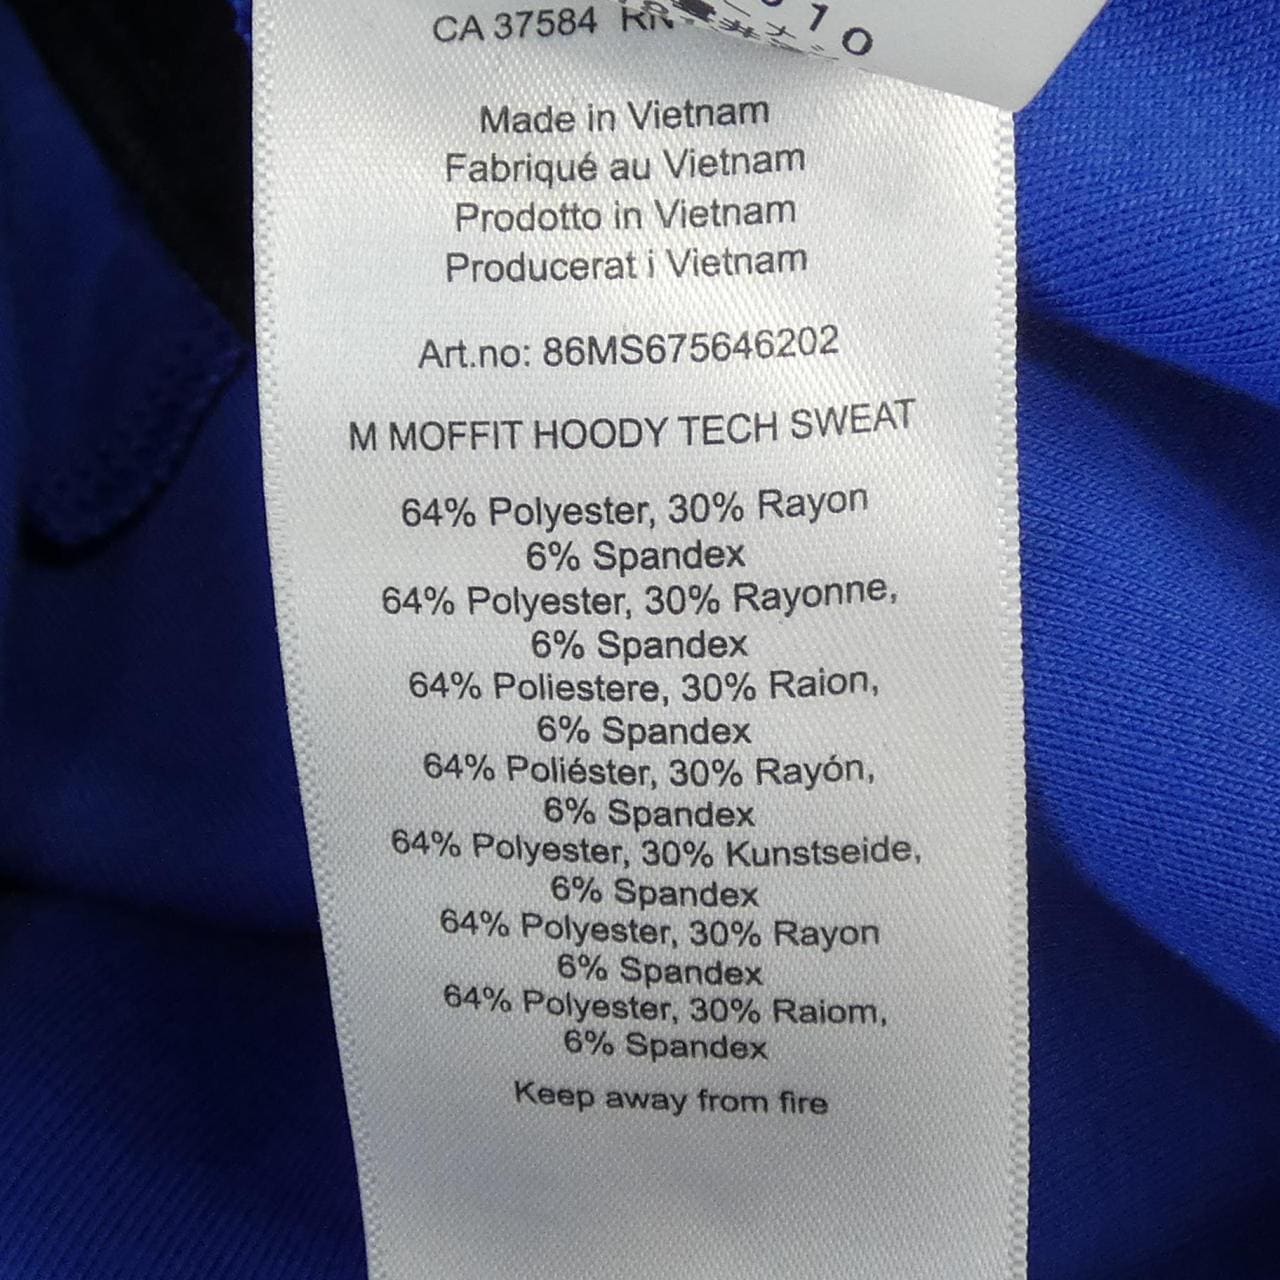 CA 37584 RN
10
Made in Vietnam
Fabriqué au Vietnam
Prodotto in Vietnam
Producerat i Vietnam
Art.no: 86MS675646202
M MOFFIT HOODY TECH SWEAT
64% Polyester, 30% Rayon
6% Spandex
64% Polyester, 30% Rayonne,
6% Spandex
64% Poliestere, 30% Raion,
6% Spandex
64% Poliéster, 30% Rayón,
6% Spandex
64% Polyester, 30% Kunstseide,
6% Spandex
64% Polyester, 30% Rayon
6% Spandex
64% Polyester, 30% Raiom,
6% Spandex
Keep away from fire